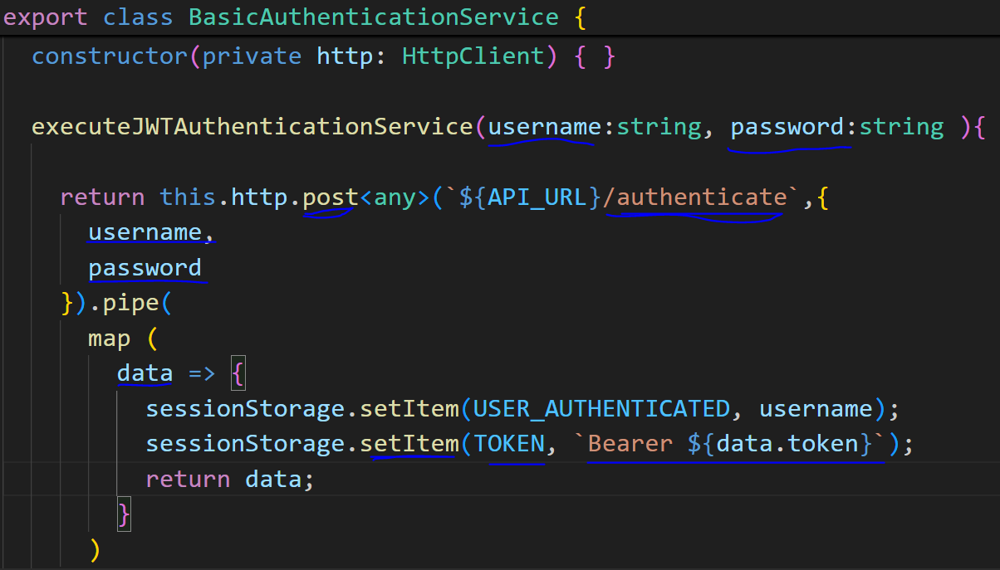 export class BasicAuthenticationService {
constructor(private http: HttpClient) { }
executeJWTAuthenticationService(username:string, password:string ){
return this.http.post<any>(`${API_URL}/authenticate`,{
username,
password
}).pipe(
map (
data => {
sessionStorage.setItem(USER_AUTHENTICATED, username);
sessionStorage.setItem(TOKEN, `Bearer ${data.token}`);
return data;
}
)